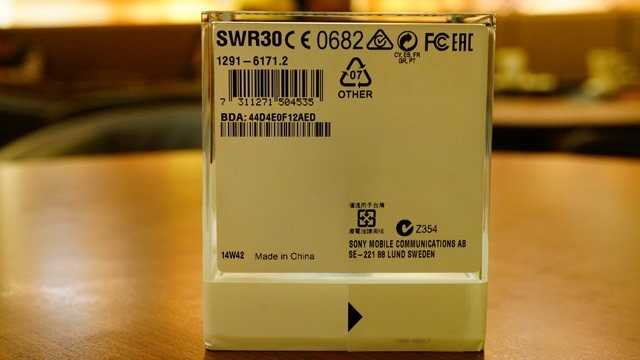 SWR30 CE 0682 FC EAC
CY, ES, FR
GR, PT
1291-6171.2
07
OTHER
7 311271 504535
BDA: 44D4E0F12AED
Z354
SONY MOBILE COMMUNICATIONS AB
14W42 Made in China
SE-221 88 LUND SWEDEN